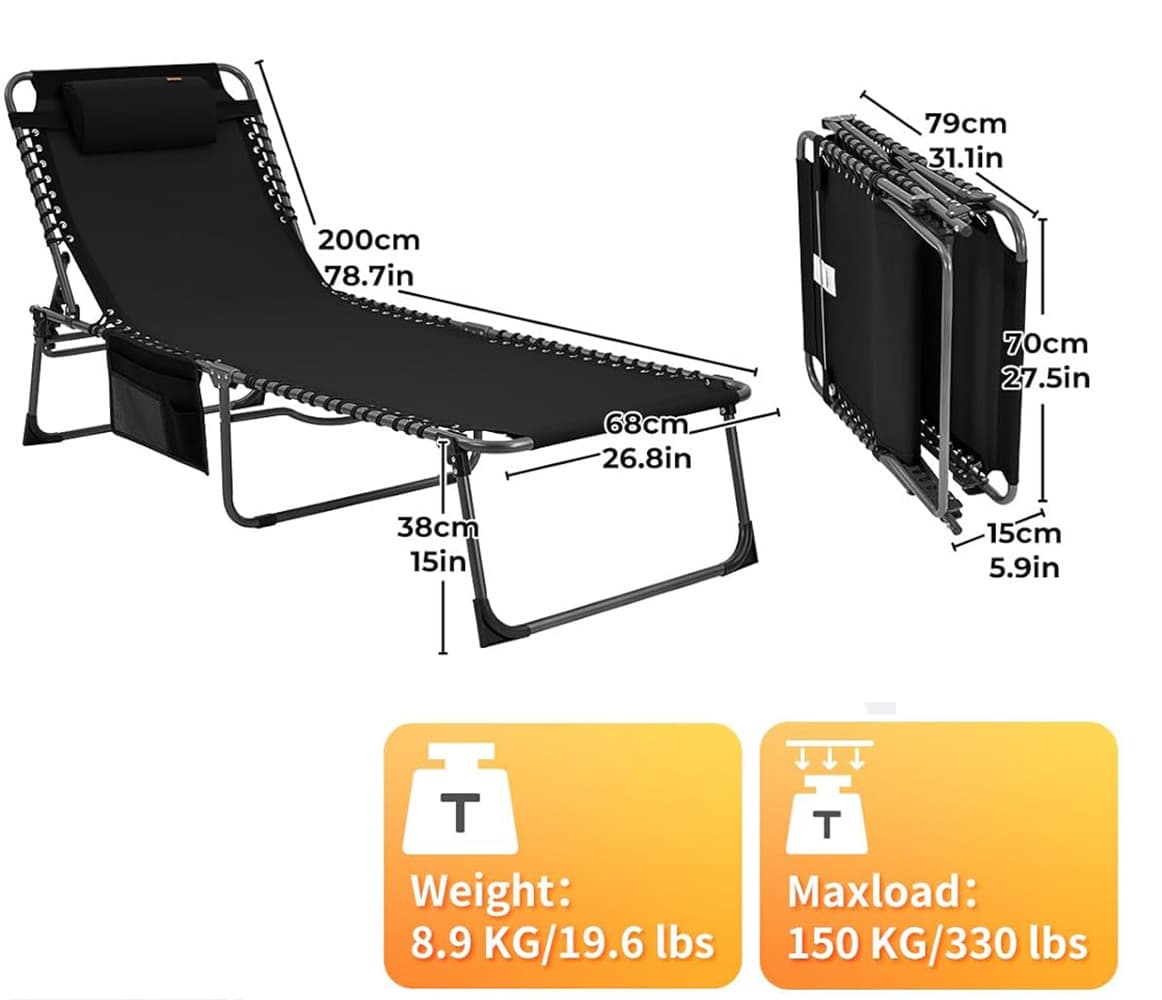 200cm
78.7in
68cm
26.8in
38cm
15in
79cm
31.1in
70cm
27.5in
15cm
5.9in
T
Weight:
8.9 KG/19.6 lbs
T
Maxload:
150 KG/330 lbs